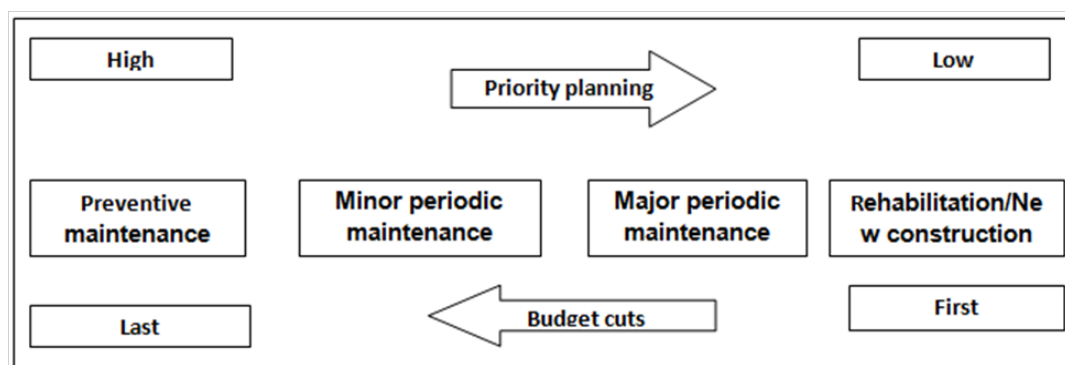 High
Low
Priority planning
Preventive
maintenance
Minor periodic
maintenance
Major periodic
maintenance
Rehabilitation/Ne
w construction
Last
Budget cuts
First